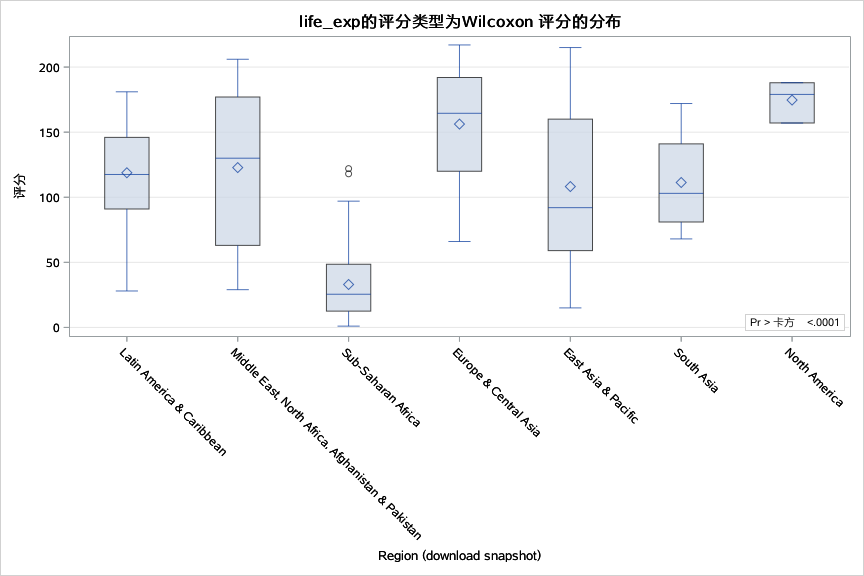 life_exp的评分类型为Wilcoxon 评分的分布
评分
200
150
100
50
0
Pr > 卡方 <.0001
Latin America & Caribbean
Middle East, North Africa, Afghanistan & Pakistan
Sub-Saharan Africa
Europe & Central Asia
East Asia & Pacific
South Asia
North America
Region (download snapshot)